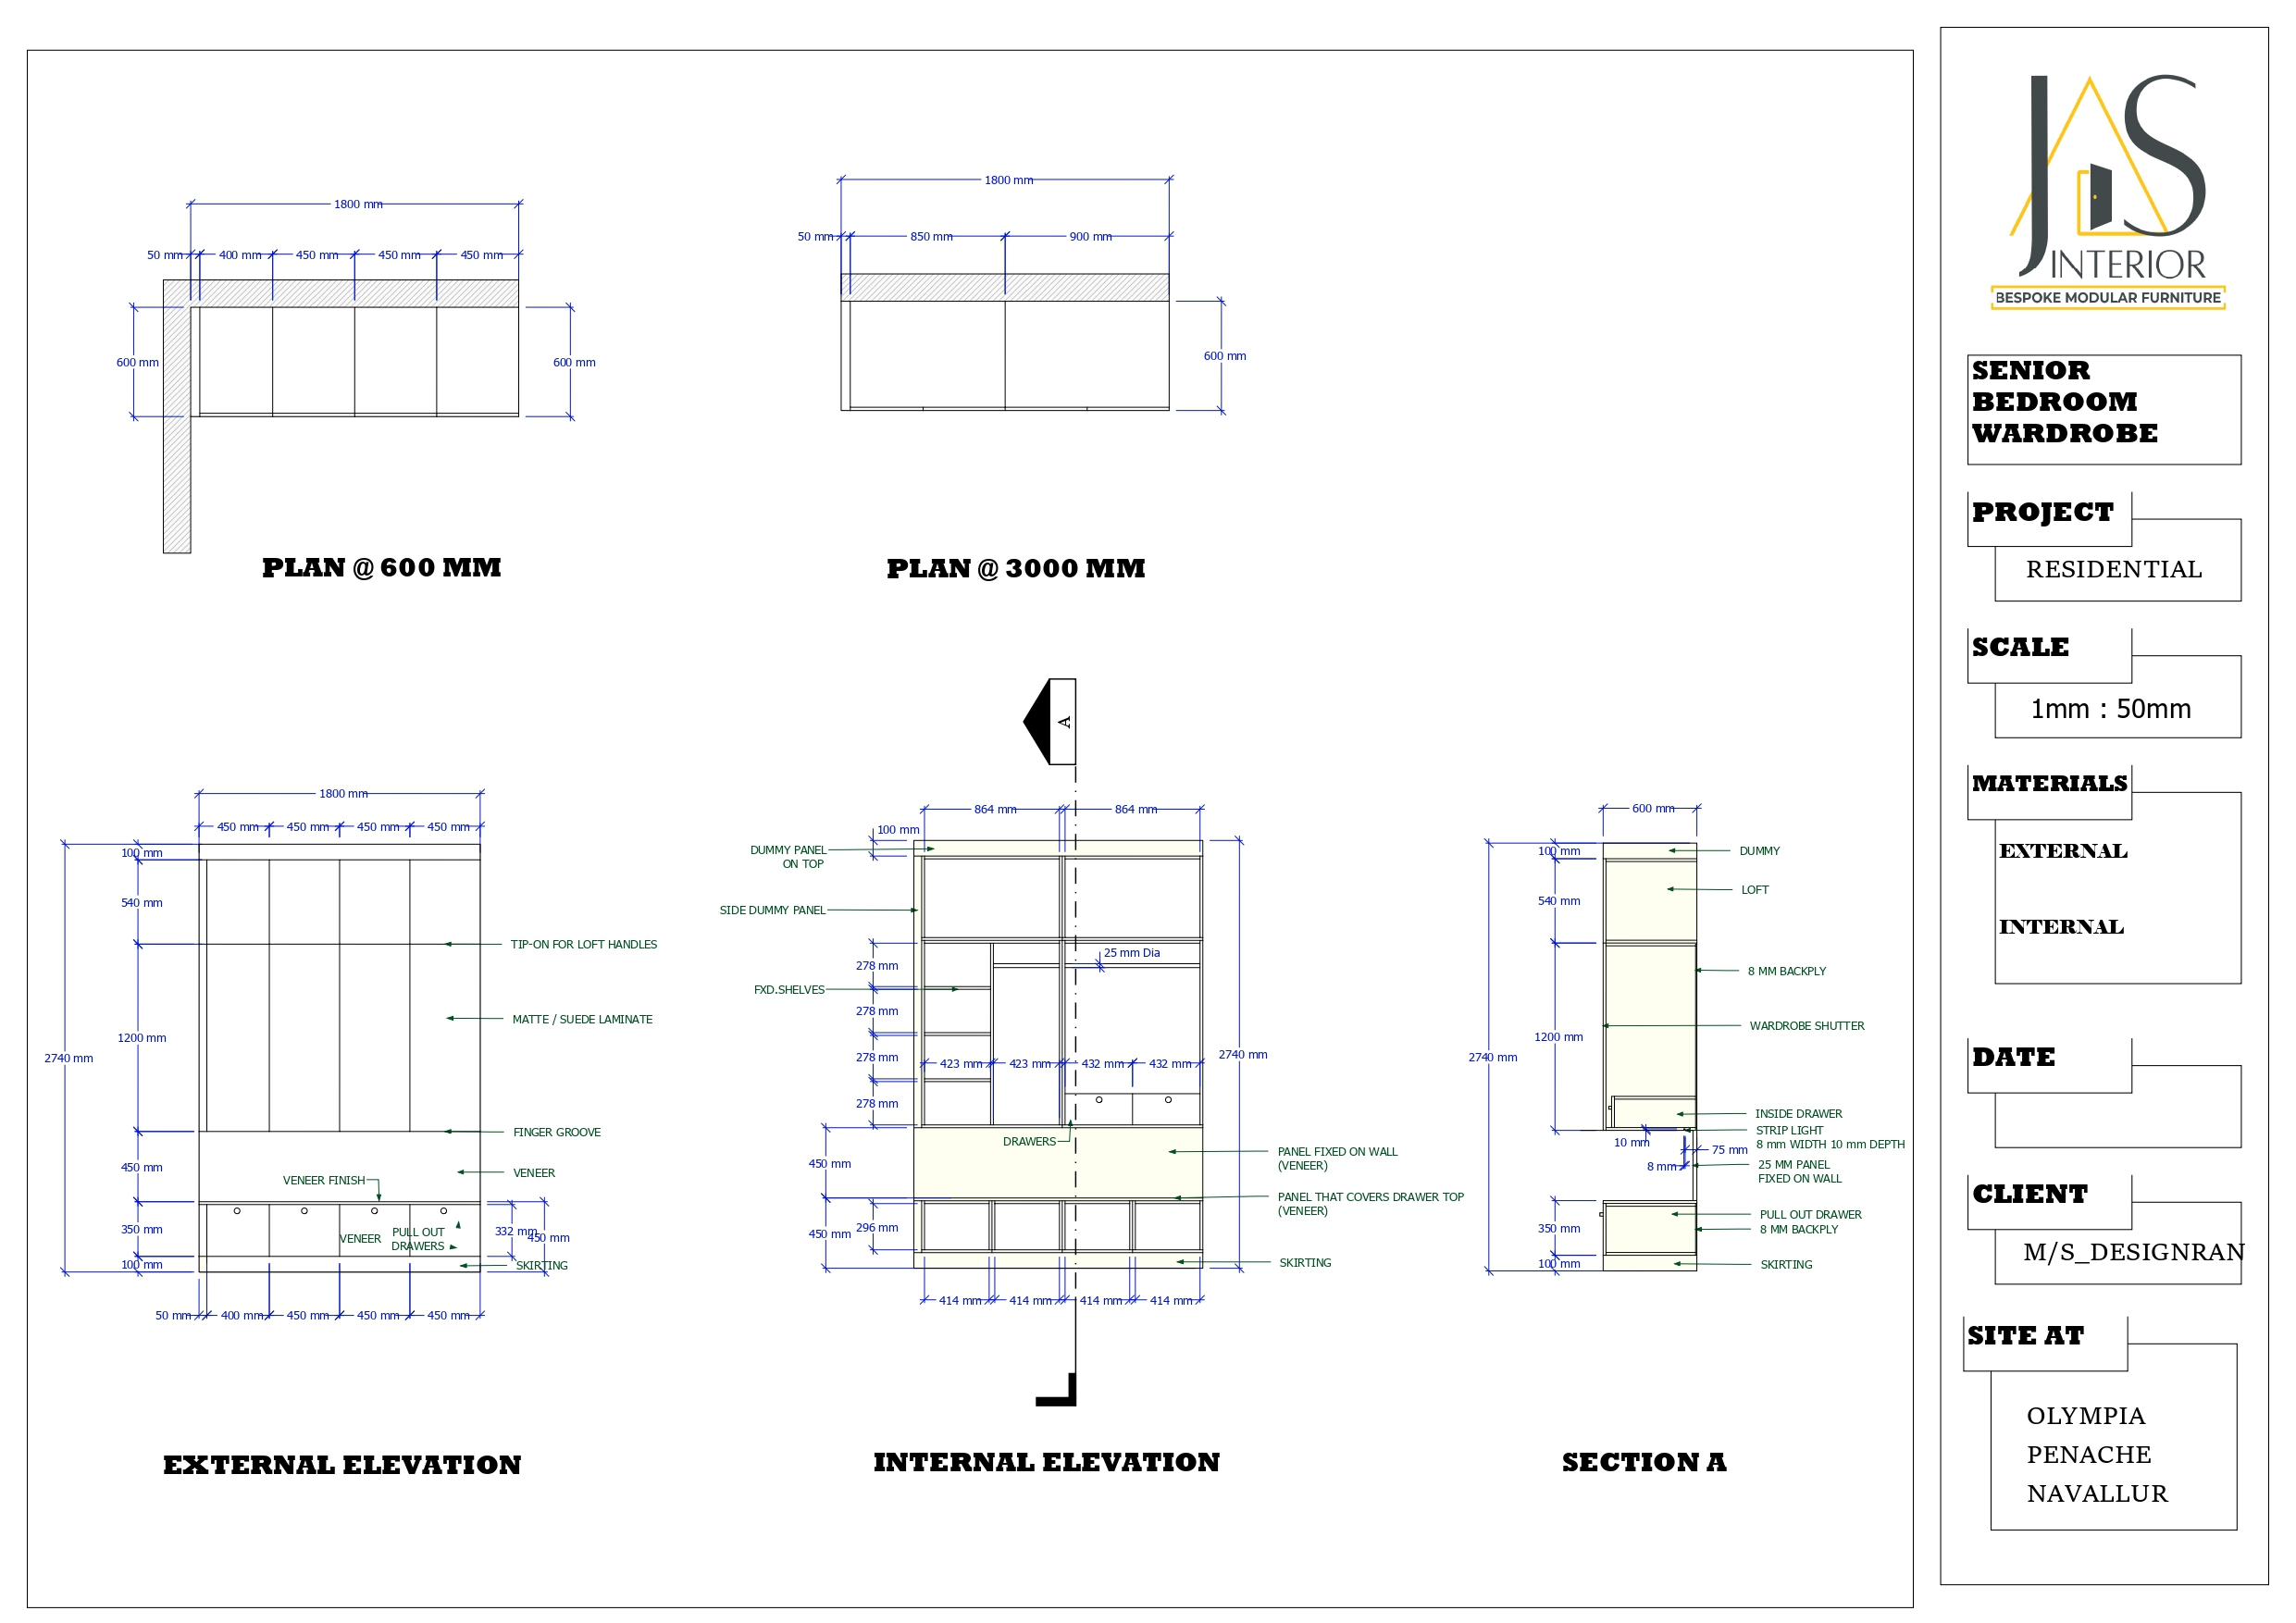 1800 mm
50 mm
400 mm
450 mm
450 mm
450 mm
600 mm
600 mm
PLAN @ 600 MM
1800 mm
50 mm
850 mm
900 mm
600 mm
PLAN @ 3000 MM
1800 mm
450 mm
450 mm
450 mm
450 mm
100 mm
540 mm
1200 mm
2740 mm
450 mm
350 mm
100 mm
TIP-ON FOR LOFT HANDLES
MATTE / SUEDE LAMINATE
FINGER GROOVE
VENEER
VENEER FINISH
VENEER
PULL OUT
DRAWERS
332 mm
450 mm
SKIRTING
50 mm
400 mm
450 mm
450 mm
450 mm
EXTERNAL ELEVATION
A
864 mm
864 mm
100 mm
DUMMY PANEL
ON TOP
SIDE DUMMY PANEL
278 mm
25 mm Dia
FXD.SHELVES
278 mm
278 mm
423 mm
423 mm
432 mm
432 mm
2740 mm
278 mm
DRAWERS
450 mm
PANEL FIXED ON WALL
(VENEER)
PANEL THAT COVERS DRAWER TOP
(VENEER)
450 mm
296 mm
SKIRTING
414 mm
414 mm
414 mm
414 mm
INTERNAL ELEVATION
600 mm
100 mm
DUMMY
LOFT
540 mm
8 MM BACKPLY
WARDROBE SHUTTER
1200 mm
2740 mm
INSIDE DRAWER
STRIP LIGHT
8 mm WIDTH 10 mm DEPTH
10 mm
75 mm
8 mm
25 MM PANEL
FIXED ON WALL
PULL OUT DRAWER
8 MM BACKPLY
350 mm
100 mm
SKIRTING
SECTION A
JAS
INTERIOR
BESPOKE MODULAR FURNITURE
SENIOR
BEDROOM
WARDROBE
PROJECT
RESIDENTIAL
SCALE
1mm : 50mm
MATERIALS
EXTERNAL
INTERNAL
DATE
CLIENT
M/S_DESIGNRAN
SITE AT
OLYMPIA
PENACHE
NAVALLUR